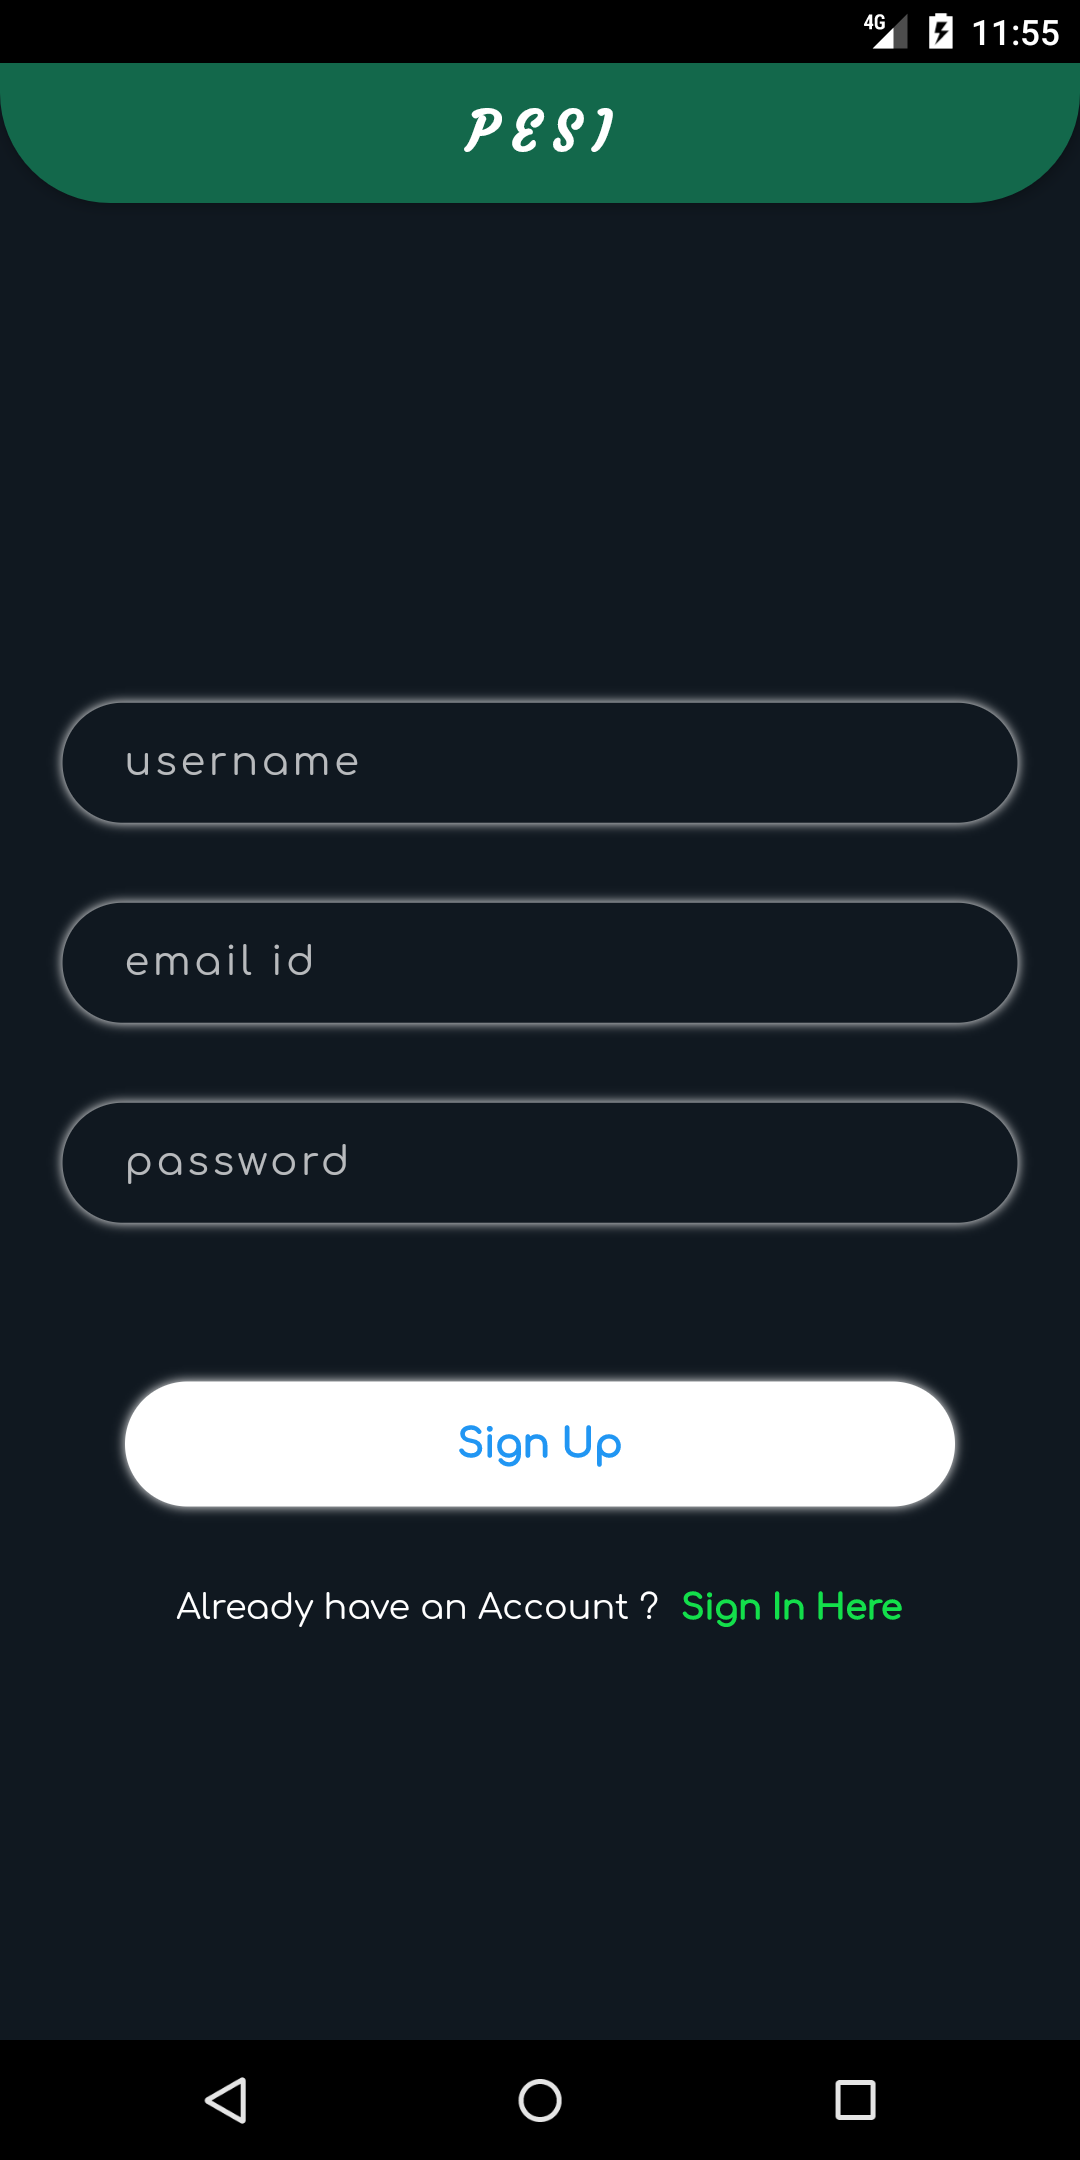 4G 11:55
PESI
username
email id
password
Sign Up
Already have an Account ? Sign In Here